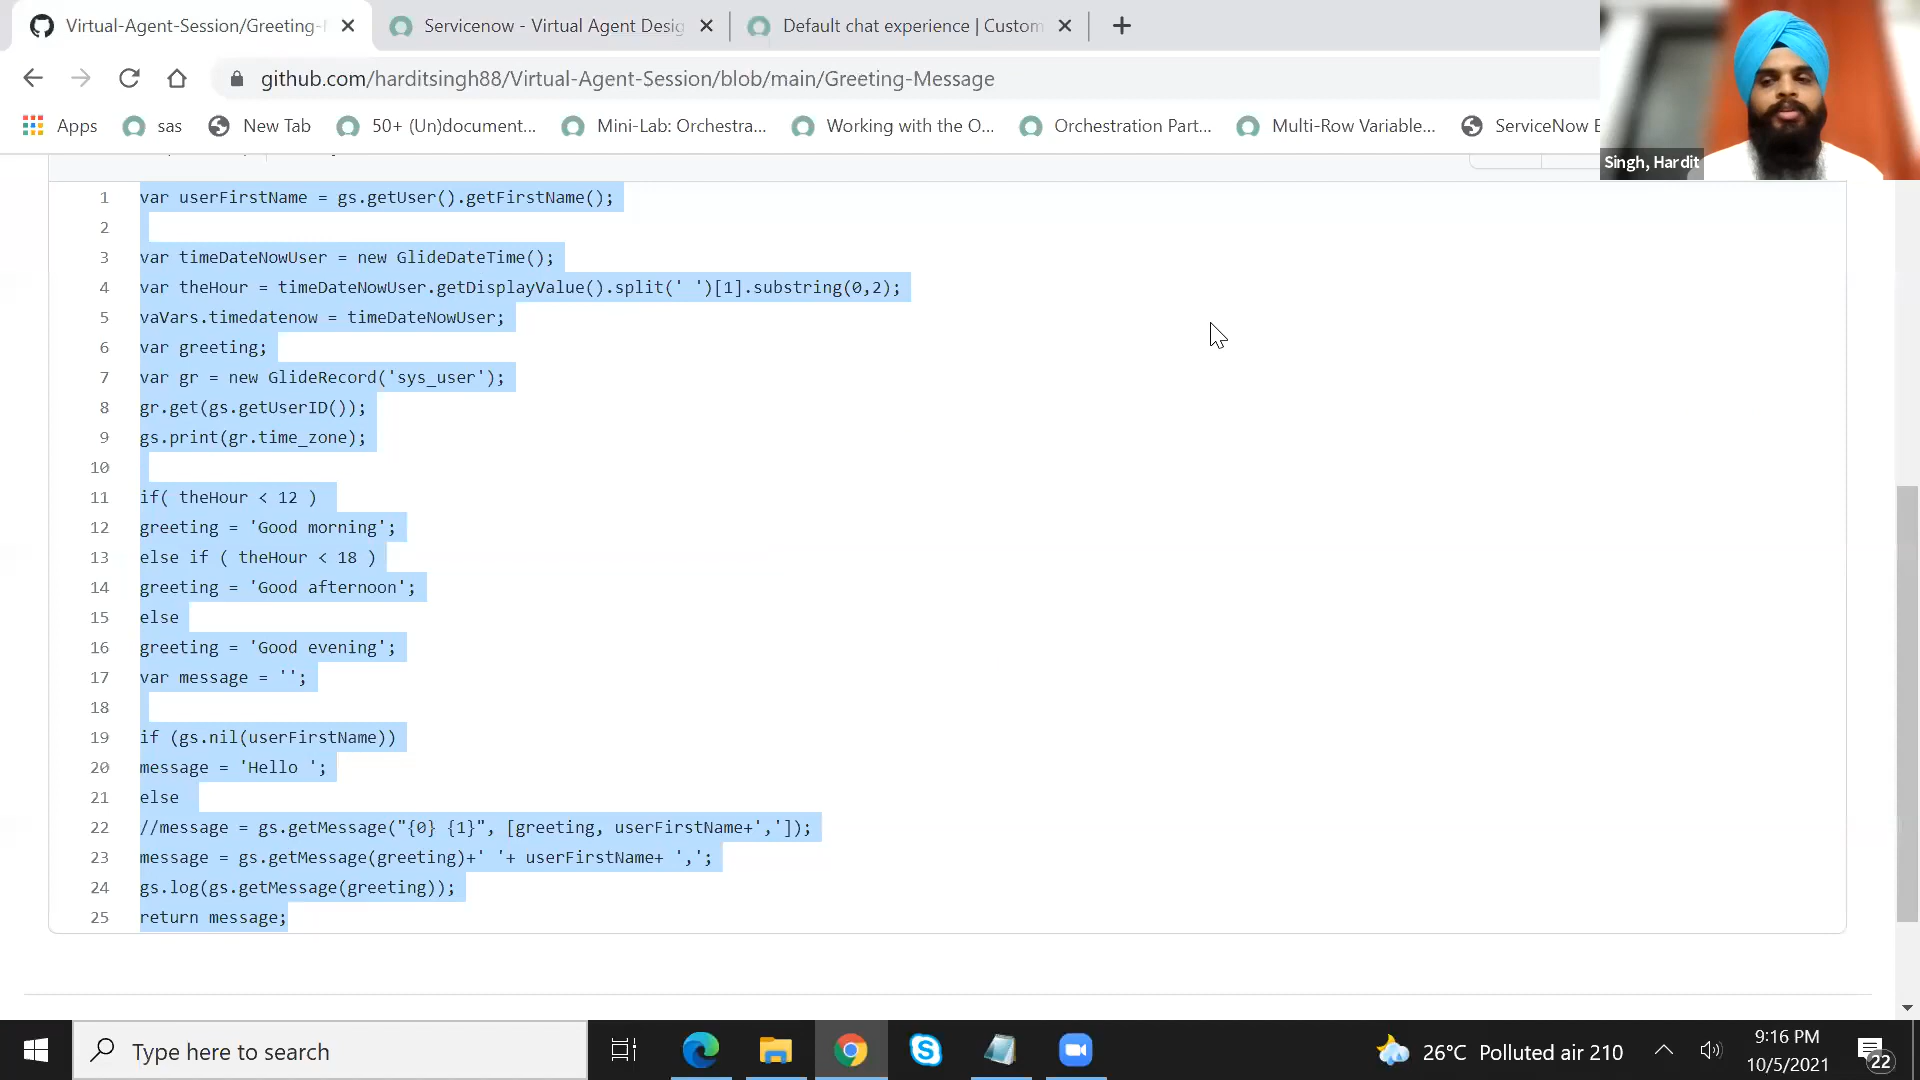 Virtual-Agent-Session/Greeting-
Servicenow - Virtual Agent Desig
Default chat experience | Custom
github.com/harditsingh88/Virtual-Agent-Session/blob/main/Greeting-Message
Apps
sas
New Tab
50+ (Un)document...
Mini-Lab: Orchestra...
Working with the O...
Orchestration Part...
Multi-Row Variable...
ServiceNow
Singh, Hardit
1 var userFirstName = gs.getUser().getFirstName();
2
3 var timeDateNowUser = new GlideDateTime();
4 var theHour = timeDateNowUser.getDisplayValue().split(' ')[1].substring(0,2);
5 vaVars.timedatenow = timeDateNowUser;
6 var greeting;
7 var gr = new GlideRecord('sys_user');
8 gr.get(gs.getUserID());
9 gs.print(gr.time_zone);
10
11 if( theHour < 12 )
12 greeting = 'Good morning';
13 else if ( theHour < 18 )
14 greeting = 'Good afternoon';
15 else
16 greeting = 'Good evening';
17 var message = '';
18
19 if (gs.nil(userFirstName))
20 message = 'Hello ';
21 else
22 //message = gs.getMessage("{0} {1}", [greeting, userFirstName+',']);
23 message = gs.getMessage(greeting)+' '+ userFirstName+ ',';
24 gs.log(gs.getMessage(greeting));
25 return message;
Type here to search
26°C Polluted air 210
9:16 PM
10/5/2021
22